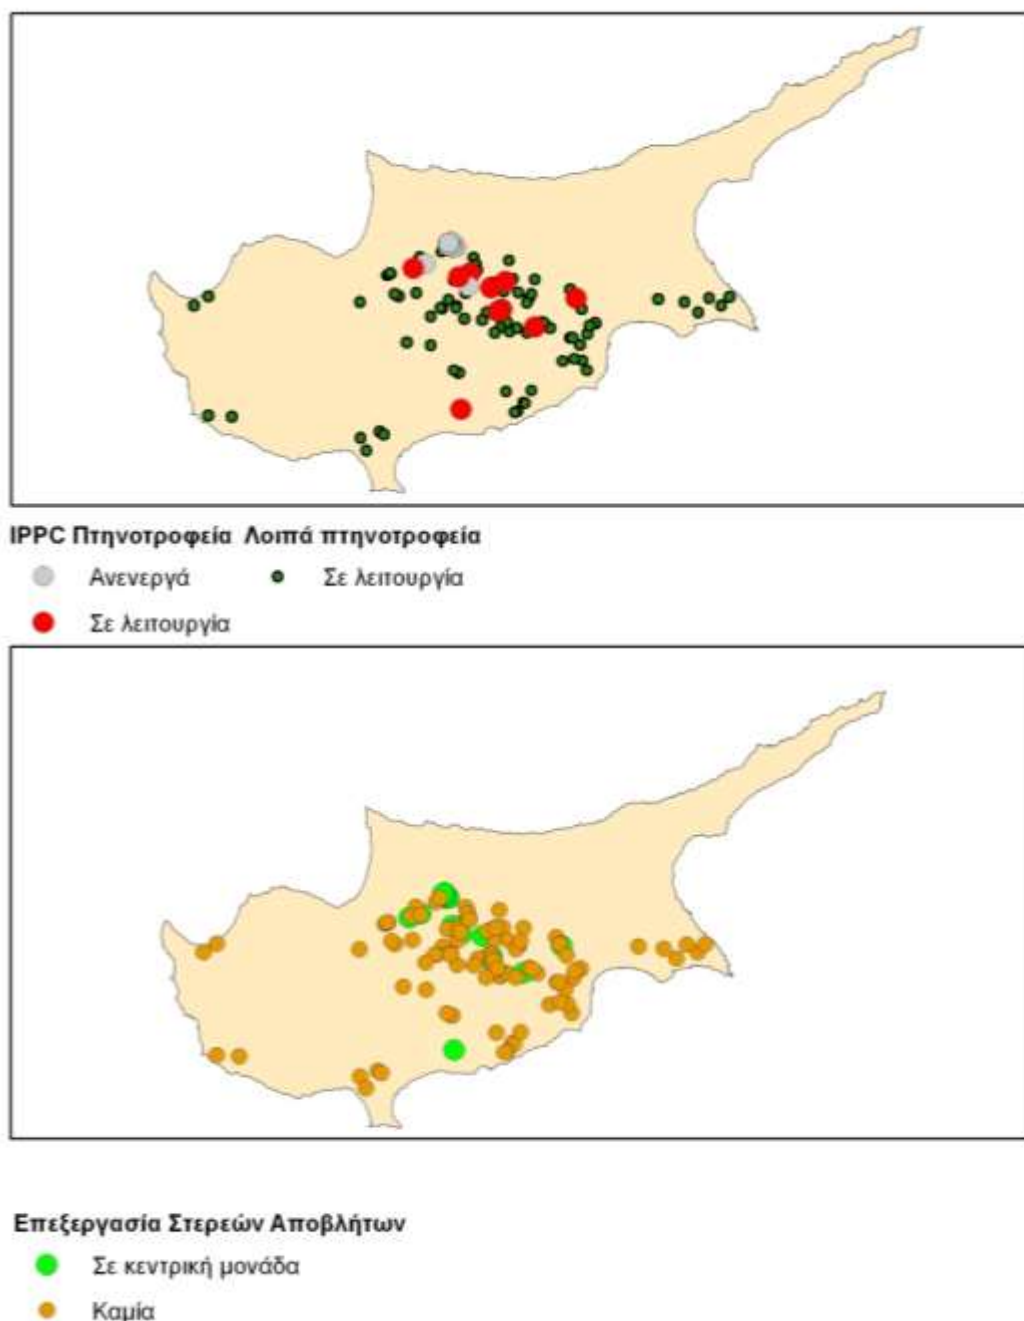 IPPC Πτηνοτροφεία Λοιπά πτηνοτροφεία
Ανενεργά Σε λειτουργία
Σε λειτουργία
Επεξεργασία Στερεών Αποβλήτων
Σε κεντρική μονάδα
Καμία